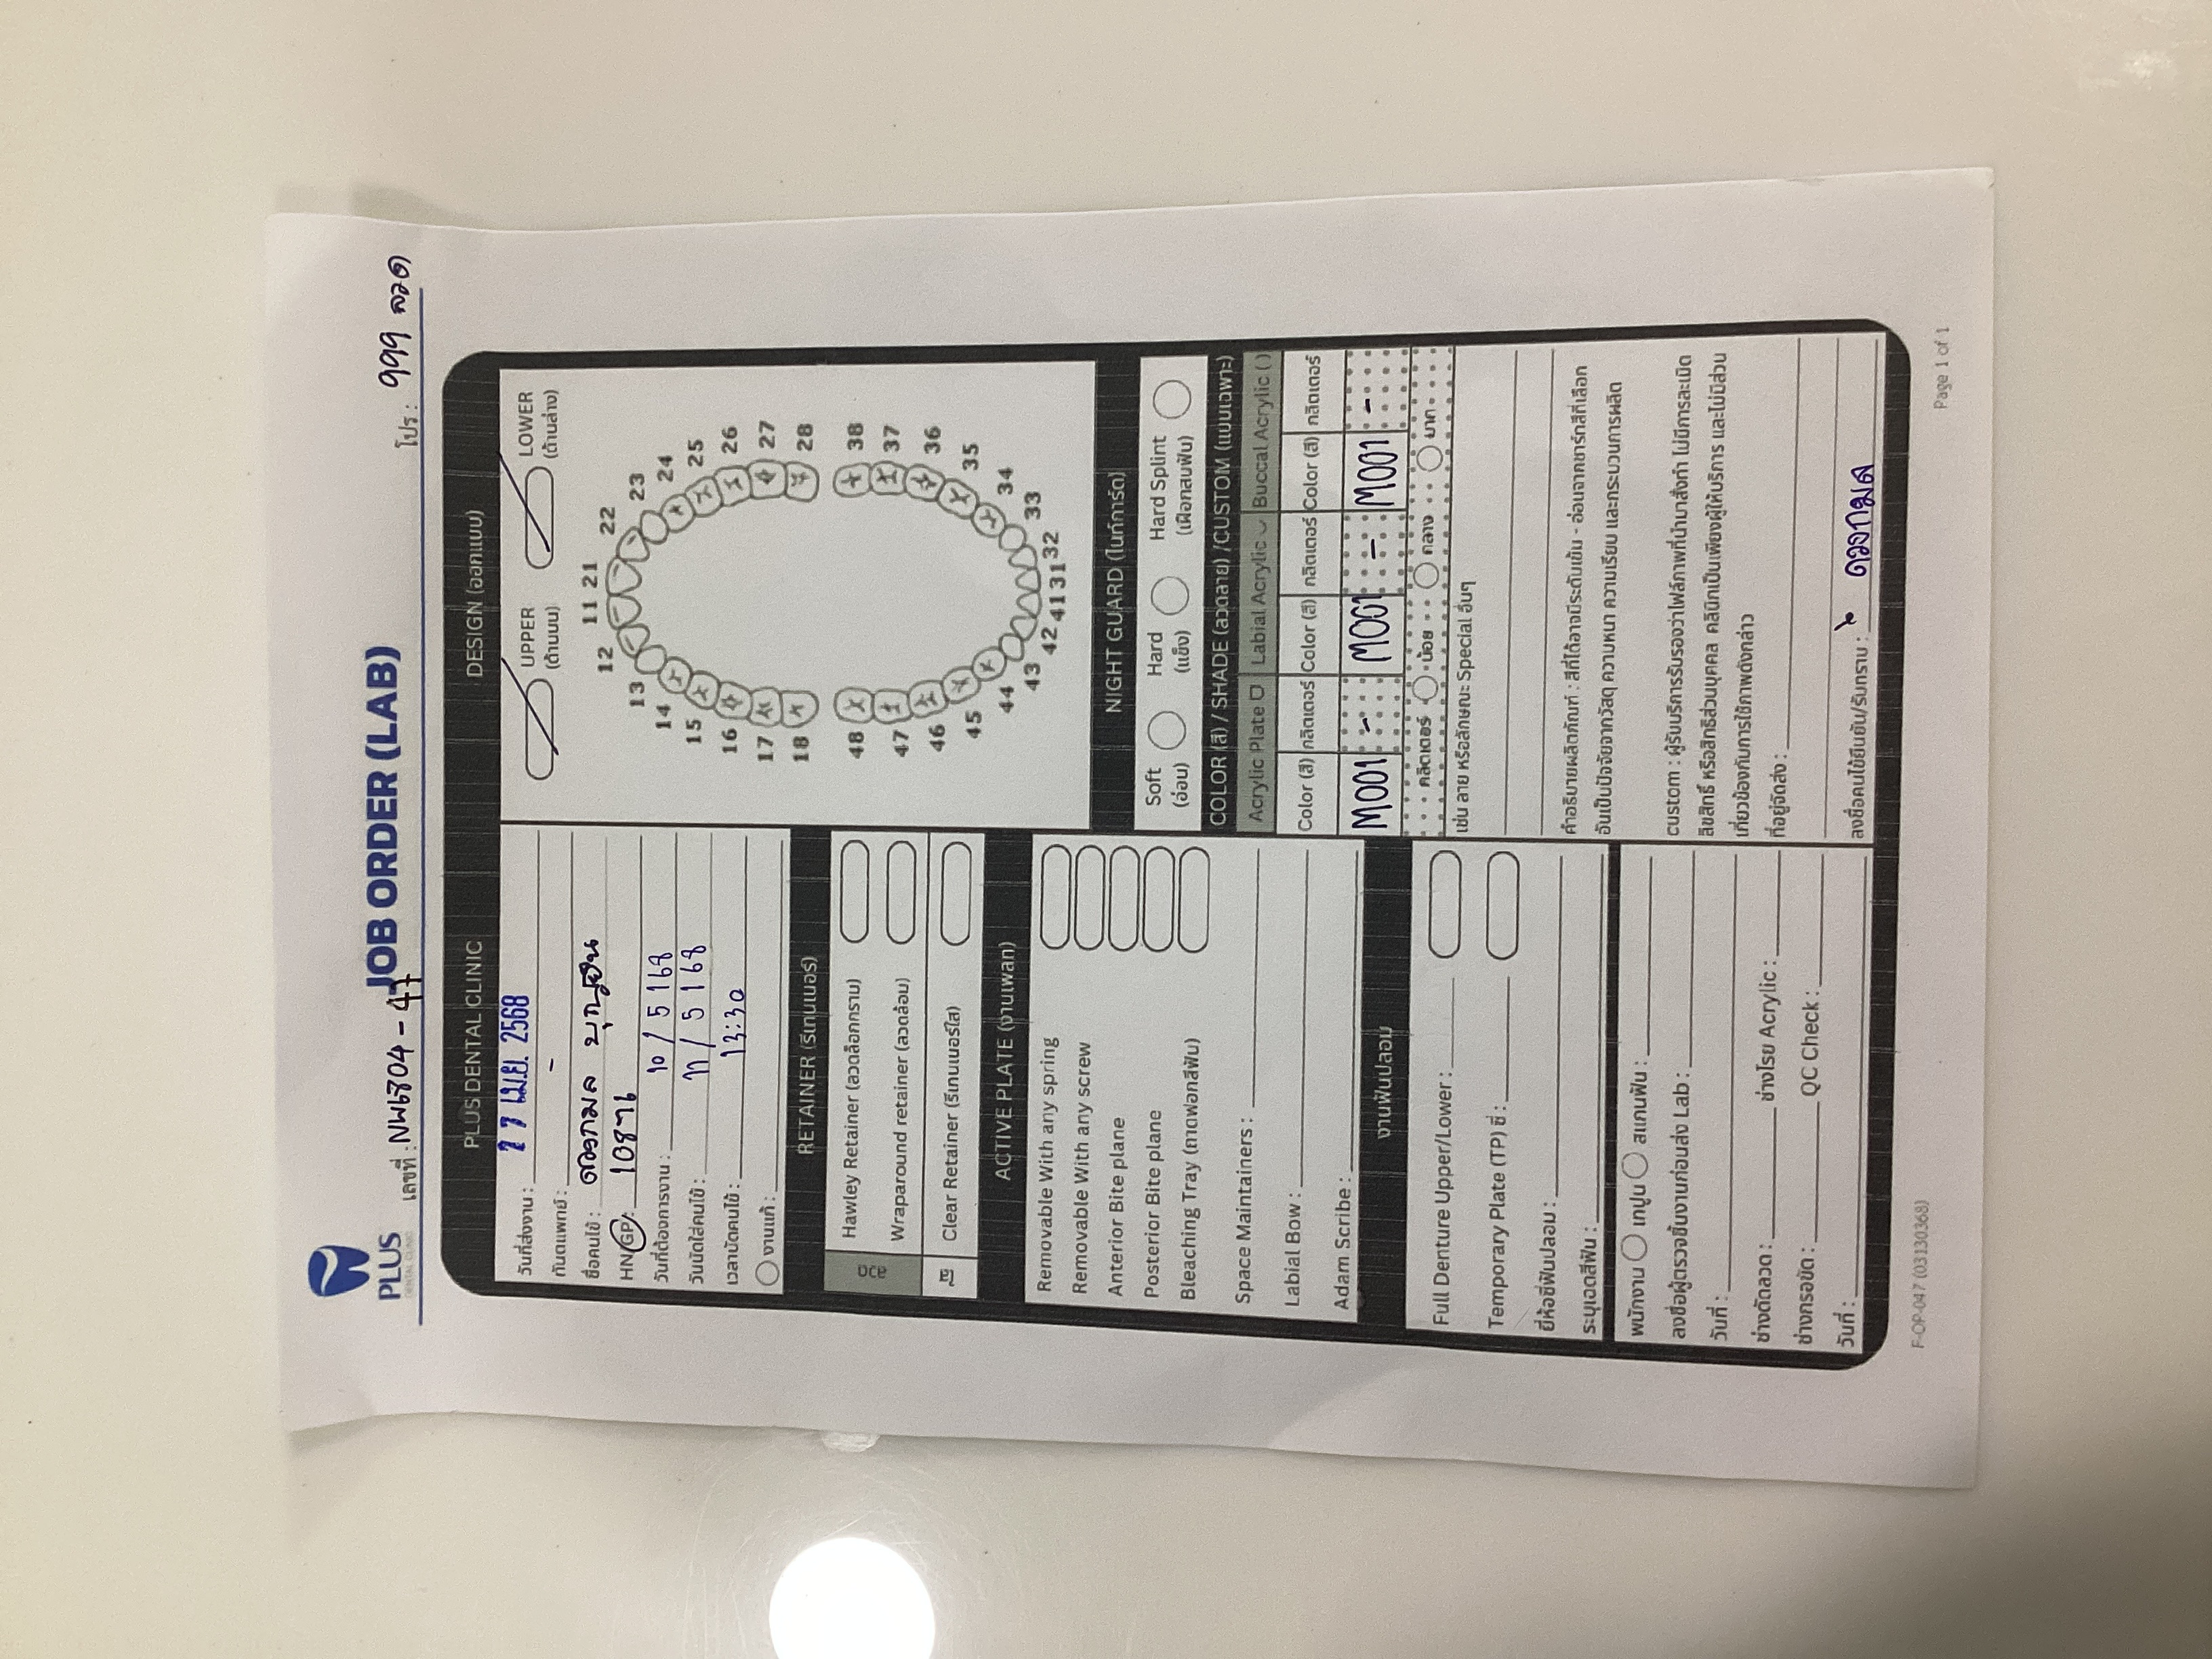 PLUS
DENTAL CLINIC
JOB ORDER (LAB)
เลขที่ : NW6804 - 47
โปร : 999 ลวด
PLUS DENTAL CLINIC
วันที่ส่งงาน : 27 เม.ย. 2568
ทันตแพทย์ : -
ชื่อคนไข้ : ดวงกมล
HN/GP : 10876
วันที่ต้องการงาน : 10 / 5 / 68
วันนัดใส่คนไข้ : 11 / 5 / 68
เวลานัดคนไข้ : 13:30
งานแก้ :
RETAINER (รีเทนเนอร์)
ลวด
Hawley Retainer (ลวดล็อกกราม)
Wraparound retainer (ลวดล้อม)
ใส
Clear Retainer (รีเทนเนอร์ใส)
ACTIVE PLATE (งานเพลท)
Removable With any spring
Removable With any screw
Anterior Bite plane
Posterior Bite plane
Bleaching Tray (ถาดฟอกสีฟัน)
Space Maintainers :
Labial Bow :
Adam Scribe :
งานฟันปลอม
Full Denture Upper/Lower :
Temporary Plate (TP) ซี่ :
ยี่ห้อซี่ฟันปลอม :
ระบุเฉดสีฟัน :
พนักงาน เทปูน สแกนฟัน :
ลงชื่อผู้ตรวจชิ้นงานก่อนส่ง Lab :
วันที่ :
ช่างดัดลวด : ช่างโรย Acrylic :
ช่างกรอขัด : QC Check :
วันที่ :
DESIGN (ออกแบบ)
UPPER LOWER
(ด้านบน) (ด้านล่าง)
11 21
12 22
13 23
14 24
15 25
16 26
17 27
18 28
48 38
47 37
46 36
45 35
44 34
43 33
42 41 31 32
NIGHT GUARD (ไนท์การ์ด)
Soft Hard Hard Splint
(อ่อน) (แข็ง) (เฝือกสบฟัน)
COLOR (สี) / SHADE (ลวดลาย) /CUSTOM (แบบเฉพาะ)
Acrylic Plate Labial Acrylic Buccal Acrylic ( )
Color (สี) กลิตเตอร์ Color (สี) กลิตเตอร์ Color (สี) กลิตเตอร์
M001 - M001 - M001 -
คลิตเตอร์ น้อย กลาง มาก
เช่น ลาย หรือลักษณะ Special อื่นๆ
คำอธิบายผลิตภัณฑ์ : สีที่ได้อาจมีระดับเข้ม - อ่อนจากชาร์ทสีที่เลือก
อันเป็นปัจจัยจากวัสดุ ความหนา ความเรียบ และกระบวนการผลิต
custom : ผู้รับบริการรับรองว่าไฟล์ภาพที่นำมาสั่งทำ ไม่มีการละเมิด
ลิขสิทธิ์ หรือสิทธิส่วนบุคคล คลินิกเป็นเพียงผู้ให้บริการ และไม่มีส่วน
เกี่ยวข้องกับการใช้ภาพดังกล่าว
ที่อยู่จัดส่ง :
ลงชื่อคนไข้ยืนยัน/รับทราบ : ดวงกมล
F-OP-047 (03130368)
Page 1 of 1